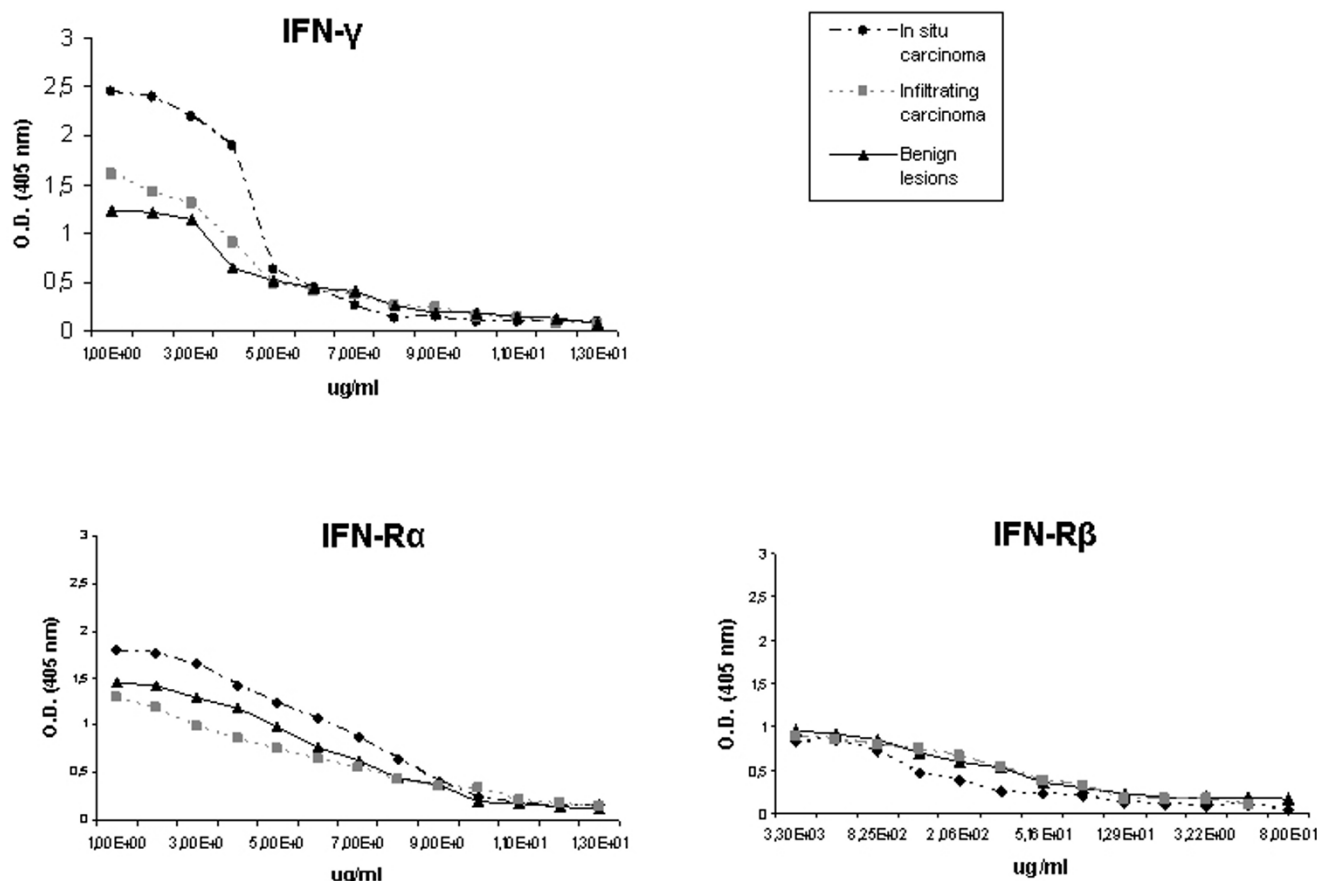 IFN-γ
3
2,5
2
1,5
1
0,5
0
O.D. (405 nm)
1,00E+00 3,00E+0 5,00E+0 7,00E+0 9,00E+0 1,10E+01 1,30E+01
ug/ml
In situ
carcinoma
Infiltrating
carcinoma
Benign
lesions
IFN-Rα
3
2,5
2
1,5
1
0,5
0
O.D. (405 nm)
1,00E+00 3,00E+0 5,00E+0 7,00E+0 9,00E+0 1,10E+01 1,30E+01
ug/ml
IFN-Rβ
3
2,5
2
1,5
1
0,5
0
O.D. (405 nm)
3,30E+03 8,25E+02 2,06E+02 5,16E+01 1,29E+01 3,22E+00 8,00E+01
ug/ml